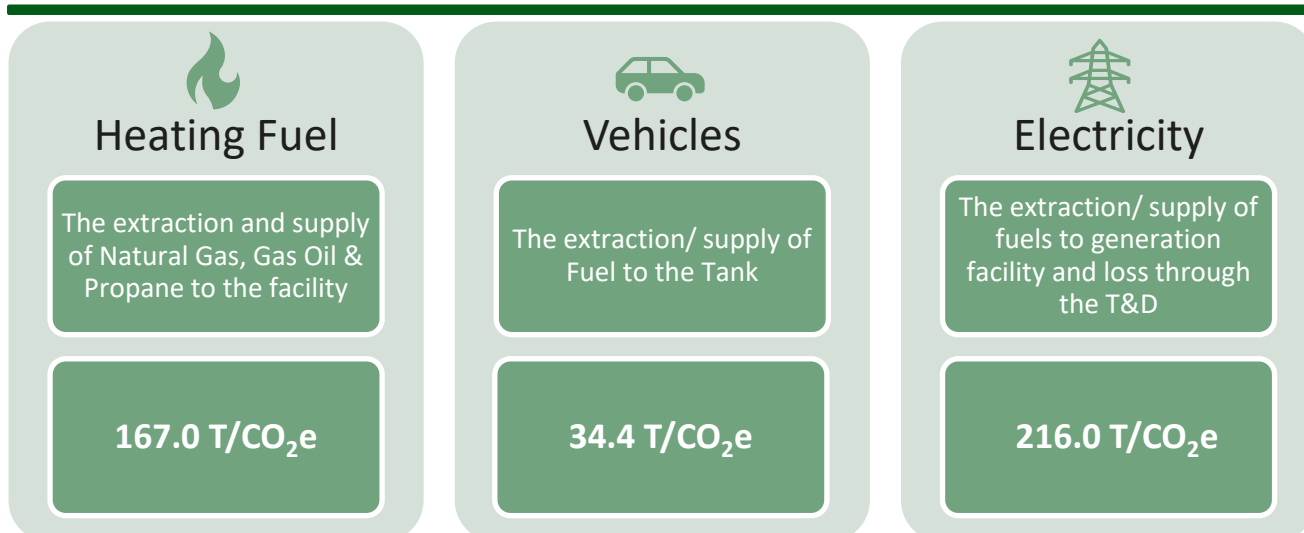 Heating Fuel
The extraction and supply
of Natural Gas, Gas Oil &
Propane to the facility
167.0 T/CO₂e
Vehicles
The extraction/ supply of
Fuel to the Tank
34.4 T/CO₂e
Electricity
The extraction/ supply of
fuels to generation
facility and loss through
the T&D
216.0 T/CO₂e